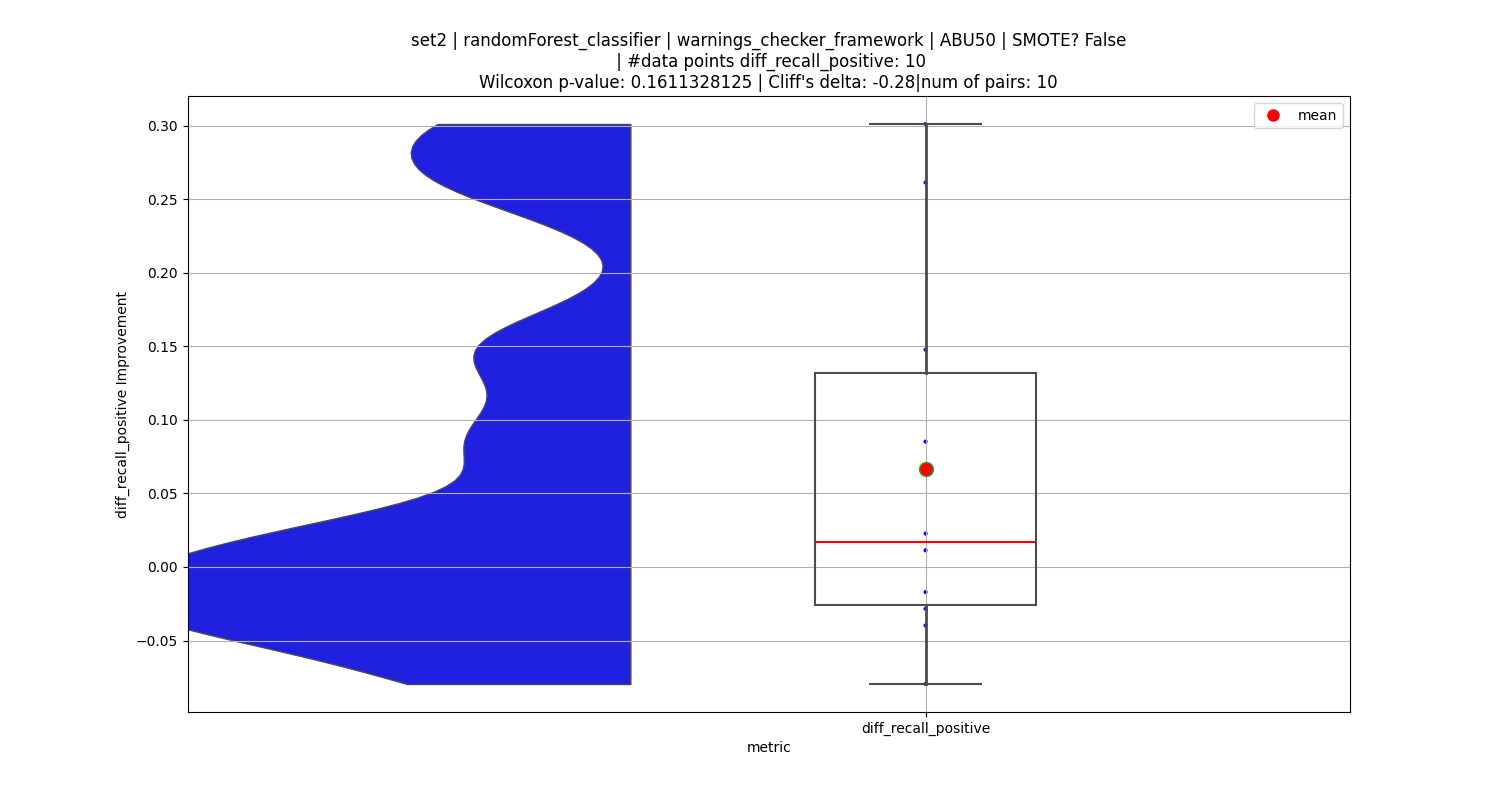 set2 | randomForest_classifier | warnings_checker_framework | ABU50 | SMOTE? False
| #data points diff_recall_positive: 10
Wilcoxon p-value: 0.1611328125 | Cliff's delta: -0.28|num of pairs: 10
mean
0.30
0.25
0.20
0.15
0.10
0.05
0.00
−0.05
diff_recall_positive Improvement
diff_recall_positive
metric